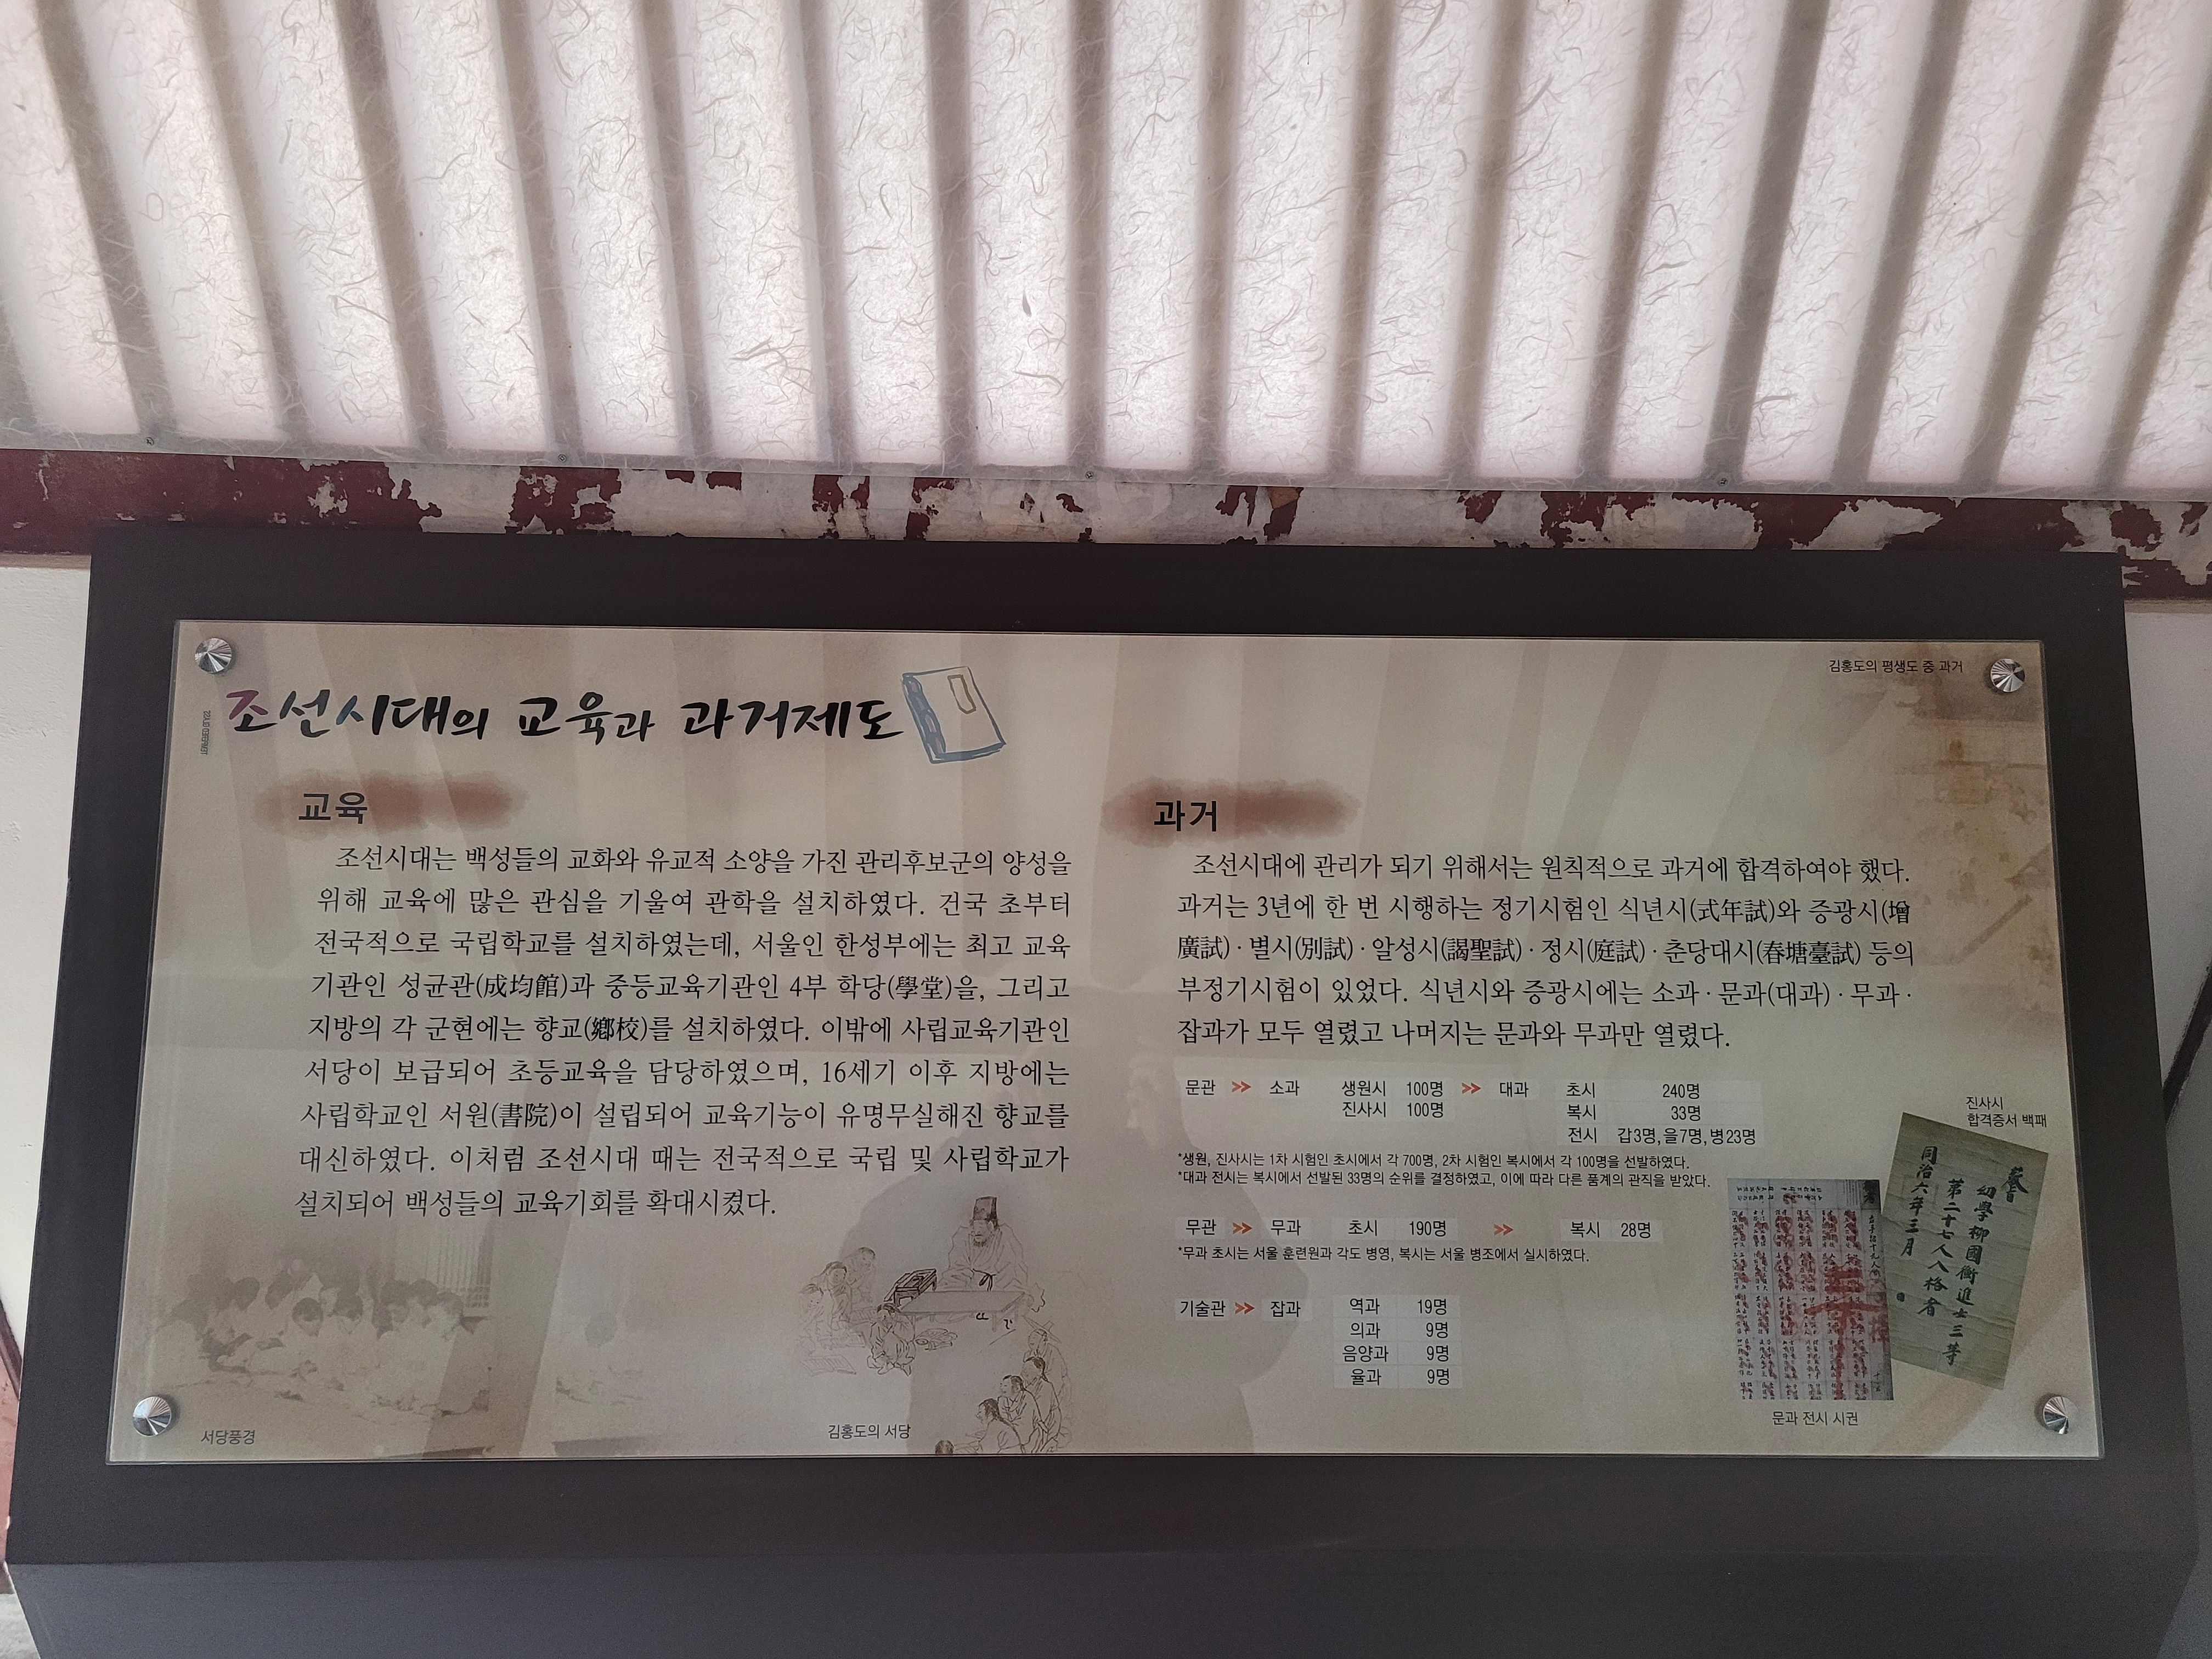 조선시대의 교육과 과거제도
김홍도의 평생도 중 과거
교육
조선시대는 백성들의 교화와 유교적 소양을 가진 관리후보군의 양성을
위해 교육에 많은 관심을 기울여 관학을 설치하였다. 건국 초부터
전국적으로 국립학교를 설치하였는데, 서울인 한성부에는 최고 교육
기관인 성균관(成均館)과 중등교육기관인 4부 학당(學堂)을, 그리고
지방의 각 군현에는 향교(鄕校)를 설치하였다. 이밖에 사립교육기관인
서당이 보급되어 초등교육을 담당하였으며, 16세기 이후 지방에는
사립학교인 서원(書院)이 설립되어 교육기능이 유명무실해진 향교를
대신하였다. 이처럼 조선시대 때는 전국적으로 국립 및 사립학교가
설치되어 백성들의 교육기회를 확대시켰다.
서당풍경
김홍도의 서당
과거
조선시대에 관리가 되기 위해서는 원칙적으로 과거에 합격하여야 했다.
과거는 3년에 한 번 시행하는 정기시험인 식년시(式年試)와 증광시(增
廣試) · 별시(別試) · 알성시(謁聖試) · 정시(庭試) · 춘당대시(春塘臺試) 등의
부정기시험이 있었다. 식년시와 증광시에는 소과 · 문과(대과) · 무과 ·
잡과가 모두 열렸고 나머지는 문과와 무과만 열렸다.
문관 >> 소과 생원시 100명 >> 대과 초시 240명
진사시 100명 복시 33명
전시 갑3명, 을7명, 병23명
*생원, 진사시는 1차 시험인 초시에서 각 700명, 2차 시험인 복시에서 각 100명을 선발하였다.
*대과 전시는 복시에서 선발된 33명의 순위를 결정하였고, 이에 따라 다른 품계의 관직을 받았다.
무관 >> 무과 초시 190명 >> 복시 28명
*무과 초시는 서울 훈련원과 각도 병영, 복시는 서울 병조에서 실시하였다.
기술관 >> 잡과 역과 19명
의과 9명
음양과 9명
율과 9명
진사시
합격증서 백패
幼學柳國衡進士三等
第二十七人入格者
同治六年三月 日
문과 전시 시권